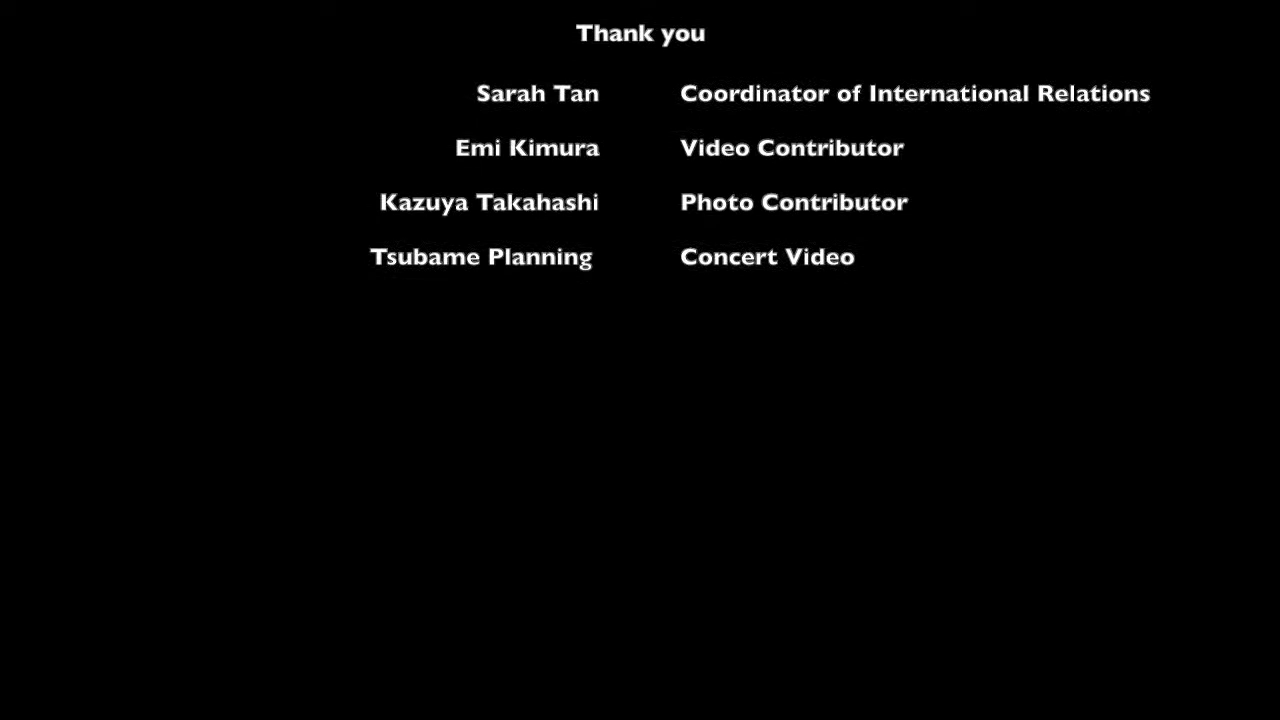 Thank you
Sarah Tan Coordinator of International Relations
Emi Kimura Video Contributor
Kazuya Takahashi Photo Contributor
Tsubame Planning Concert Video